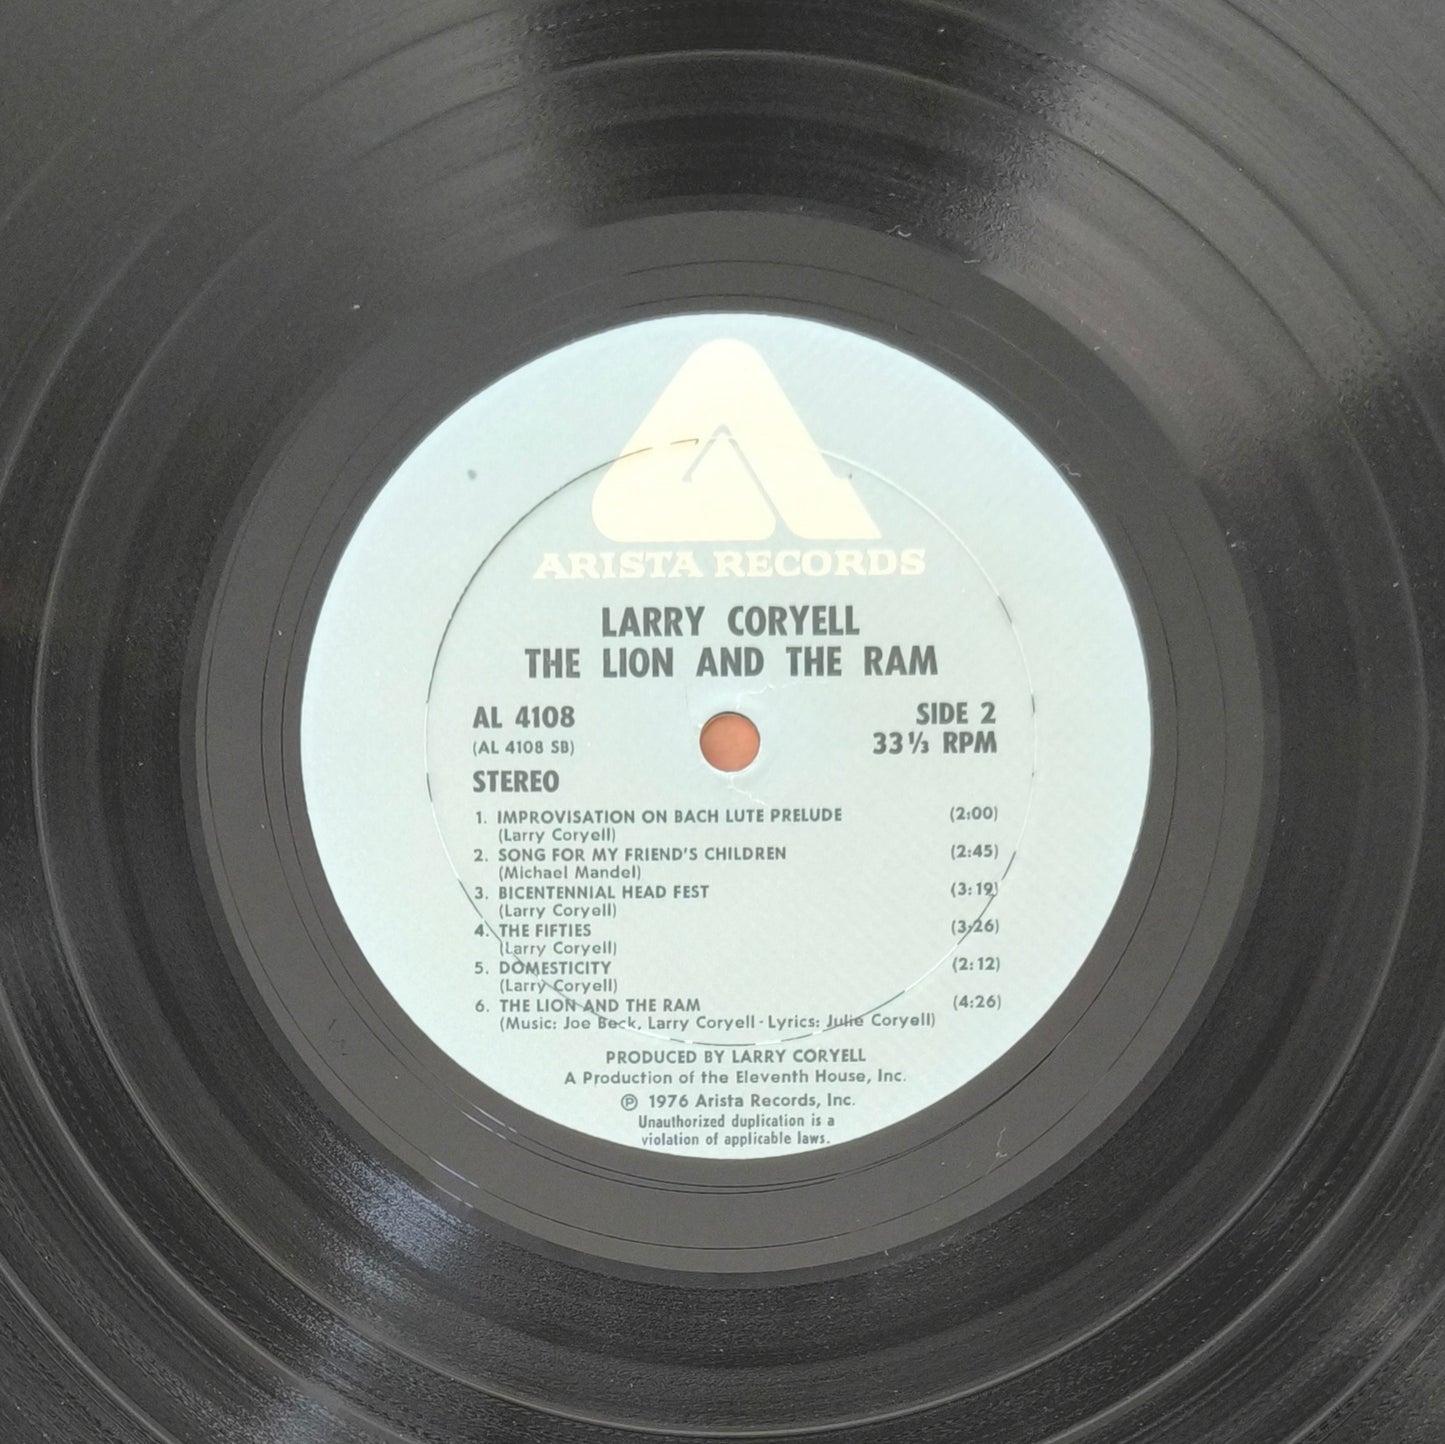 ARISTA RECORDS
LARRY CORYELL
THE LION AND THE RAM
AL 4108 SIDE 2
(AL 4108 SB) 33⅓ RPM
STEREO
1. IMPROVISATION ON BACH LUTE PRELUDE (2:00)
(Larry Coryell)
2. SONG FOR MY FRIEND'S CHILDREN (2:45)
(Michael Mandel)
3. BICENTENNIAL HEAD FEST (3:19)
(Larry Coryell)
4. THE FIFTIES (3:26)
(Larry Coryell)
5. DOMESTICITY (2:12)
(Larry Coryell)
6. THE LION AND THE RAM (4:26)
(Music: Joe Beck, Larry Coryell - Lyrics: Julie Coryell)
PRODUCED BY LARRY CORYELL
A Production of the Eleventh House, Inc.
℗ 1976 Arista Records, Inc.
Unauthorized duplication is a
violation of applicable laws.